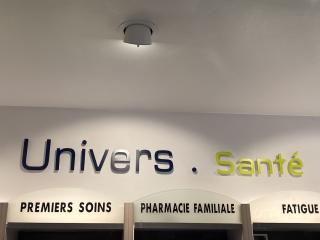 Univers . Santé
PREMIERS SOINS
PHARMACIE FAMILIALE
FATIGUE